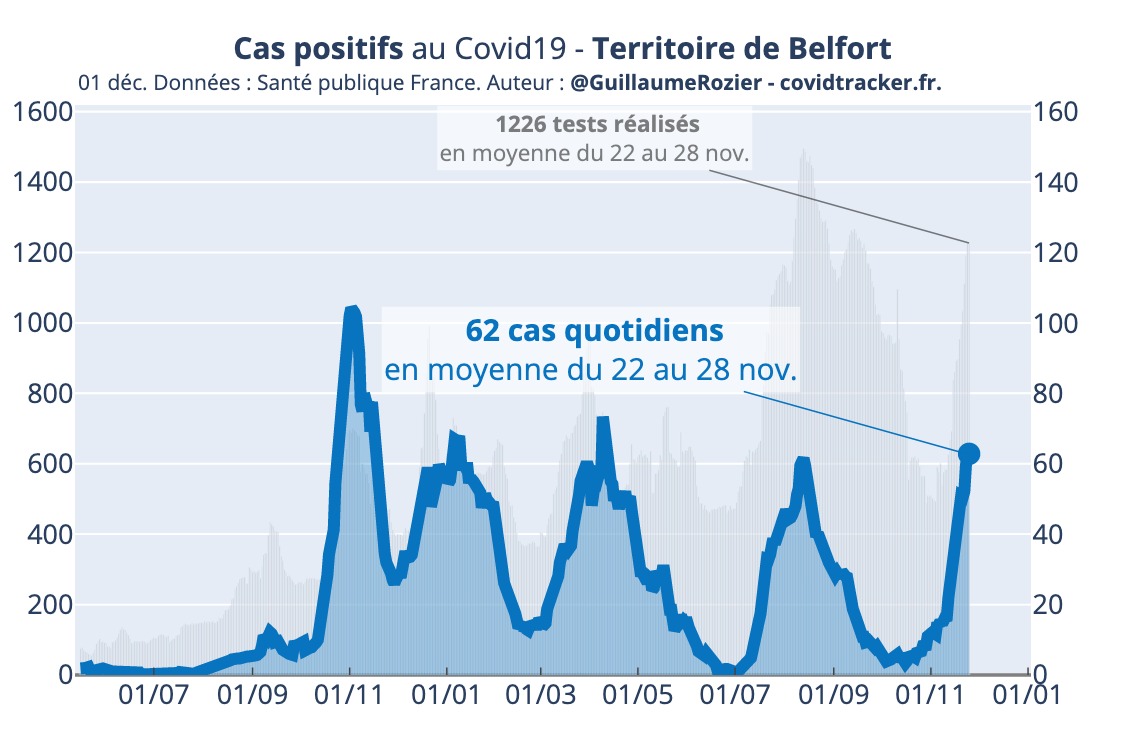 Cas positifs au Covid19 - Territoire de Belfort
01 déc. Données : Santé publique France. Auteur : @GuillaumeRozier - covidtracker.fr.
1226 tests réalisés
en moyenne du 22 au 28 nov.
62 cas quotidiens
en moyenne du 22 au 28 nov.
1600 160
1400 140
1200 120
1000 100
800 80
600 60
400 40
200 20
0 0
01/07 01/09 01/11 01/01 01/03 01/05 01/07 01/09 01/11 01/01